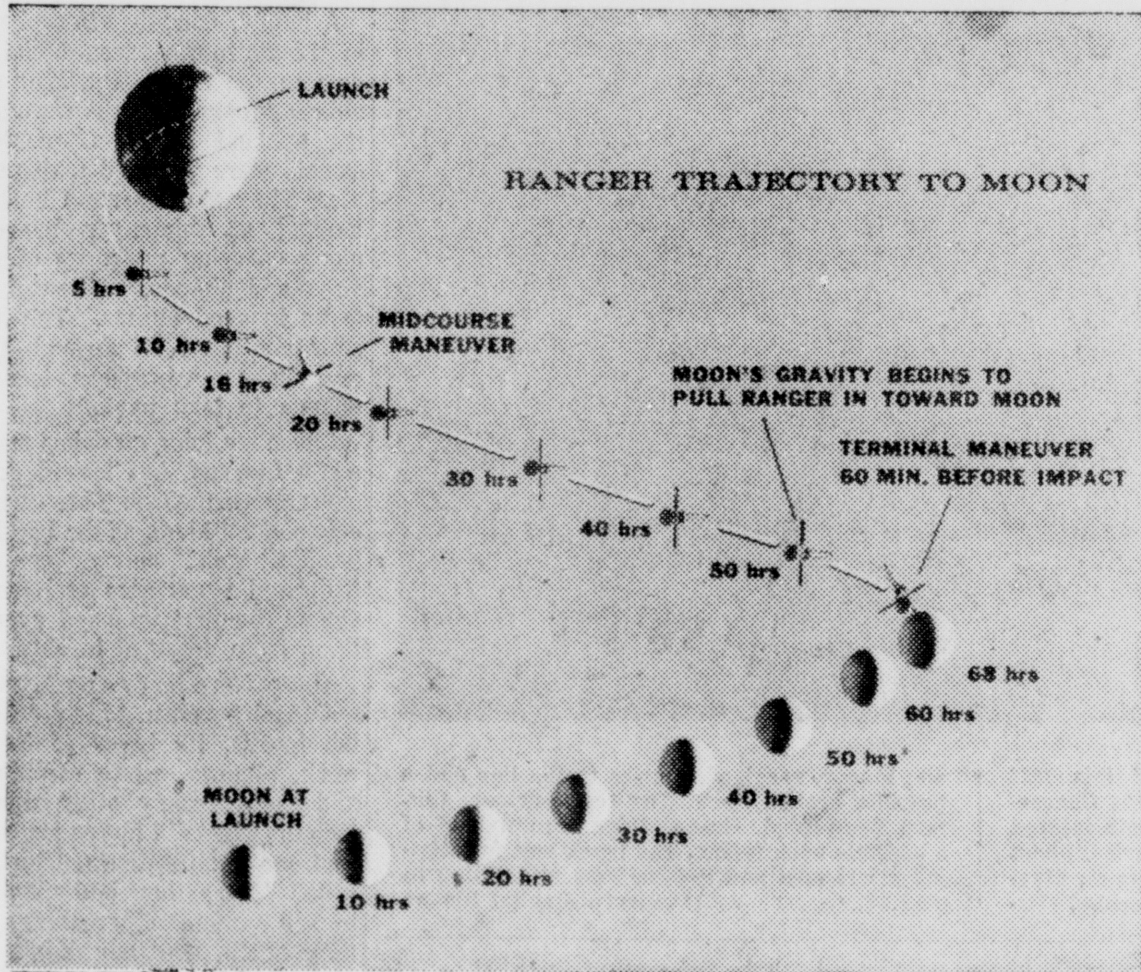 LAUNCH
RANGER TRAJECTORY TO MOON
5 hrs
10 hrs
MIDCOURSE
MANEUVER
16 hrs
20 hrs
MOON'S GRAVITY BEGINS TO
PULL RANGER IN TOWARD MOON
TERMINAL MANEUVER
60 MIN. BEFORE IMPACT
30 hrs
40 hrs
50 hrs
68 hrs
60 hrs
50 hrs
40 hrs
30 hrs
20 hrs
10 hrs
MOON AT
LAUNCH